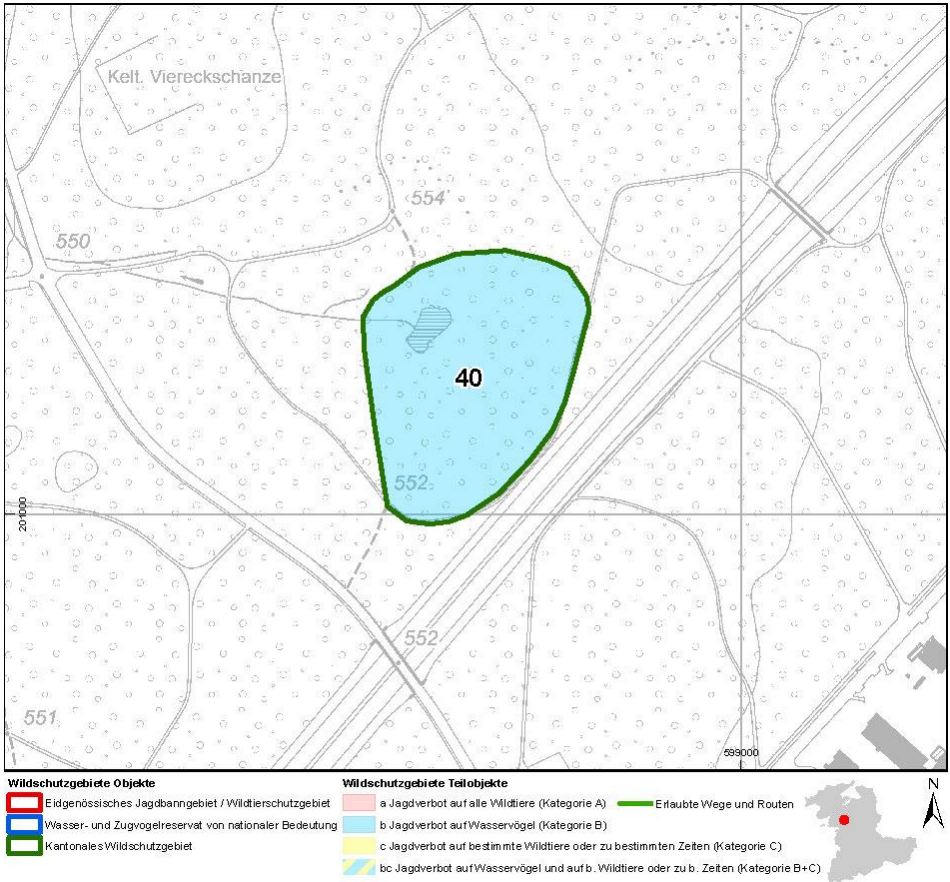 Kelt. Viereckschanze
554
550
40
552
201000
552
551
599000
Wildschutzgebiete Objekte
Eidgenössisches Jagdbanngebiet / Wildtierschutzgebiet
Wasser- und Zugvogelreservat von nationaler Bedeutung
Kantonales Wildschutzgebiet
Wildschutzgebiete Teilobjekte
a Jagdverbot auf alle Wildtiere (Kategorie A)
b Jagdverbot auf Wasservögel (Kategorie B)
c Jagdverbot auf bestimmte Wildtiere oder zu bestimmten Zeiten (Kategorie C)
bc Jagdverbot auf Wasservögel und auf b. Wildtiere oder zu b. Zeiten (Kategorie B+C)
Erlaubte Wege und Routen
N